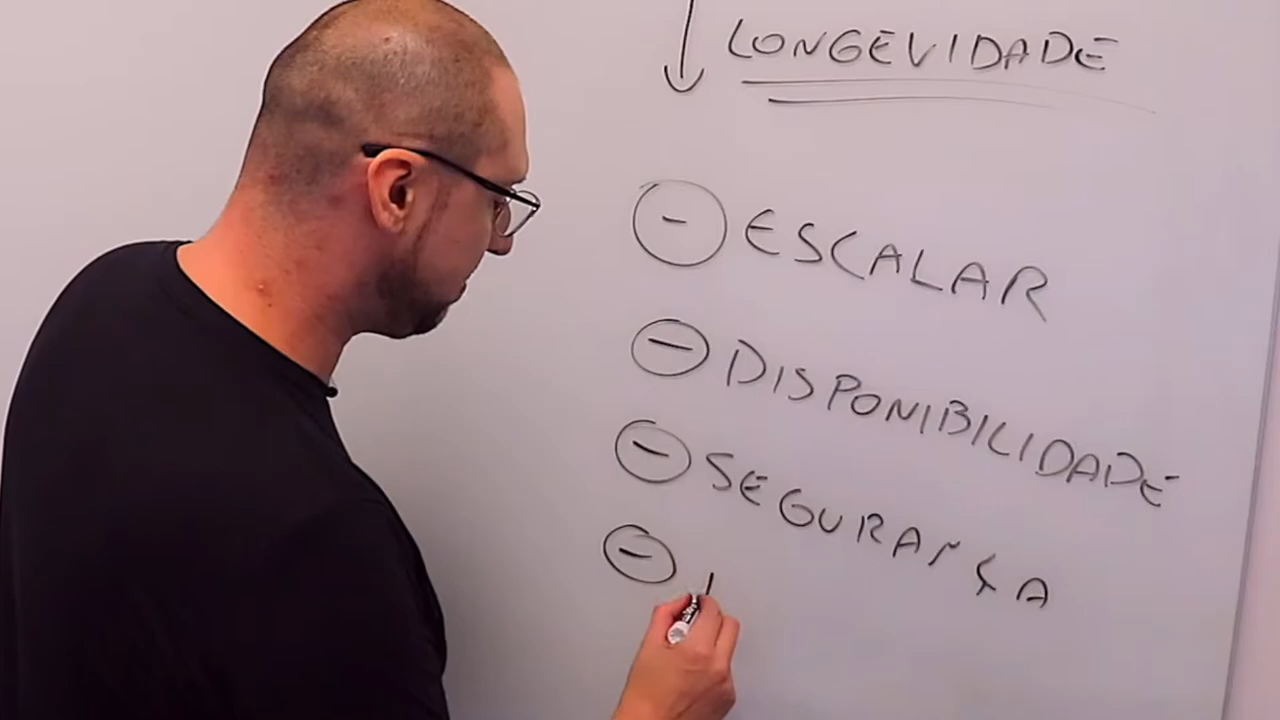 ↓ LONGEVIDADE
⊖ ESCALAR
⊖ DISPONIBILIDADE
⊖ SEGURANÇA
⊖